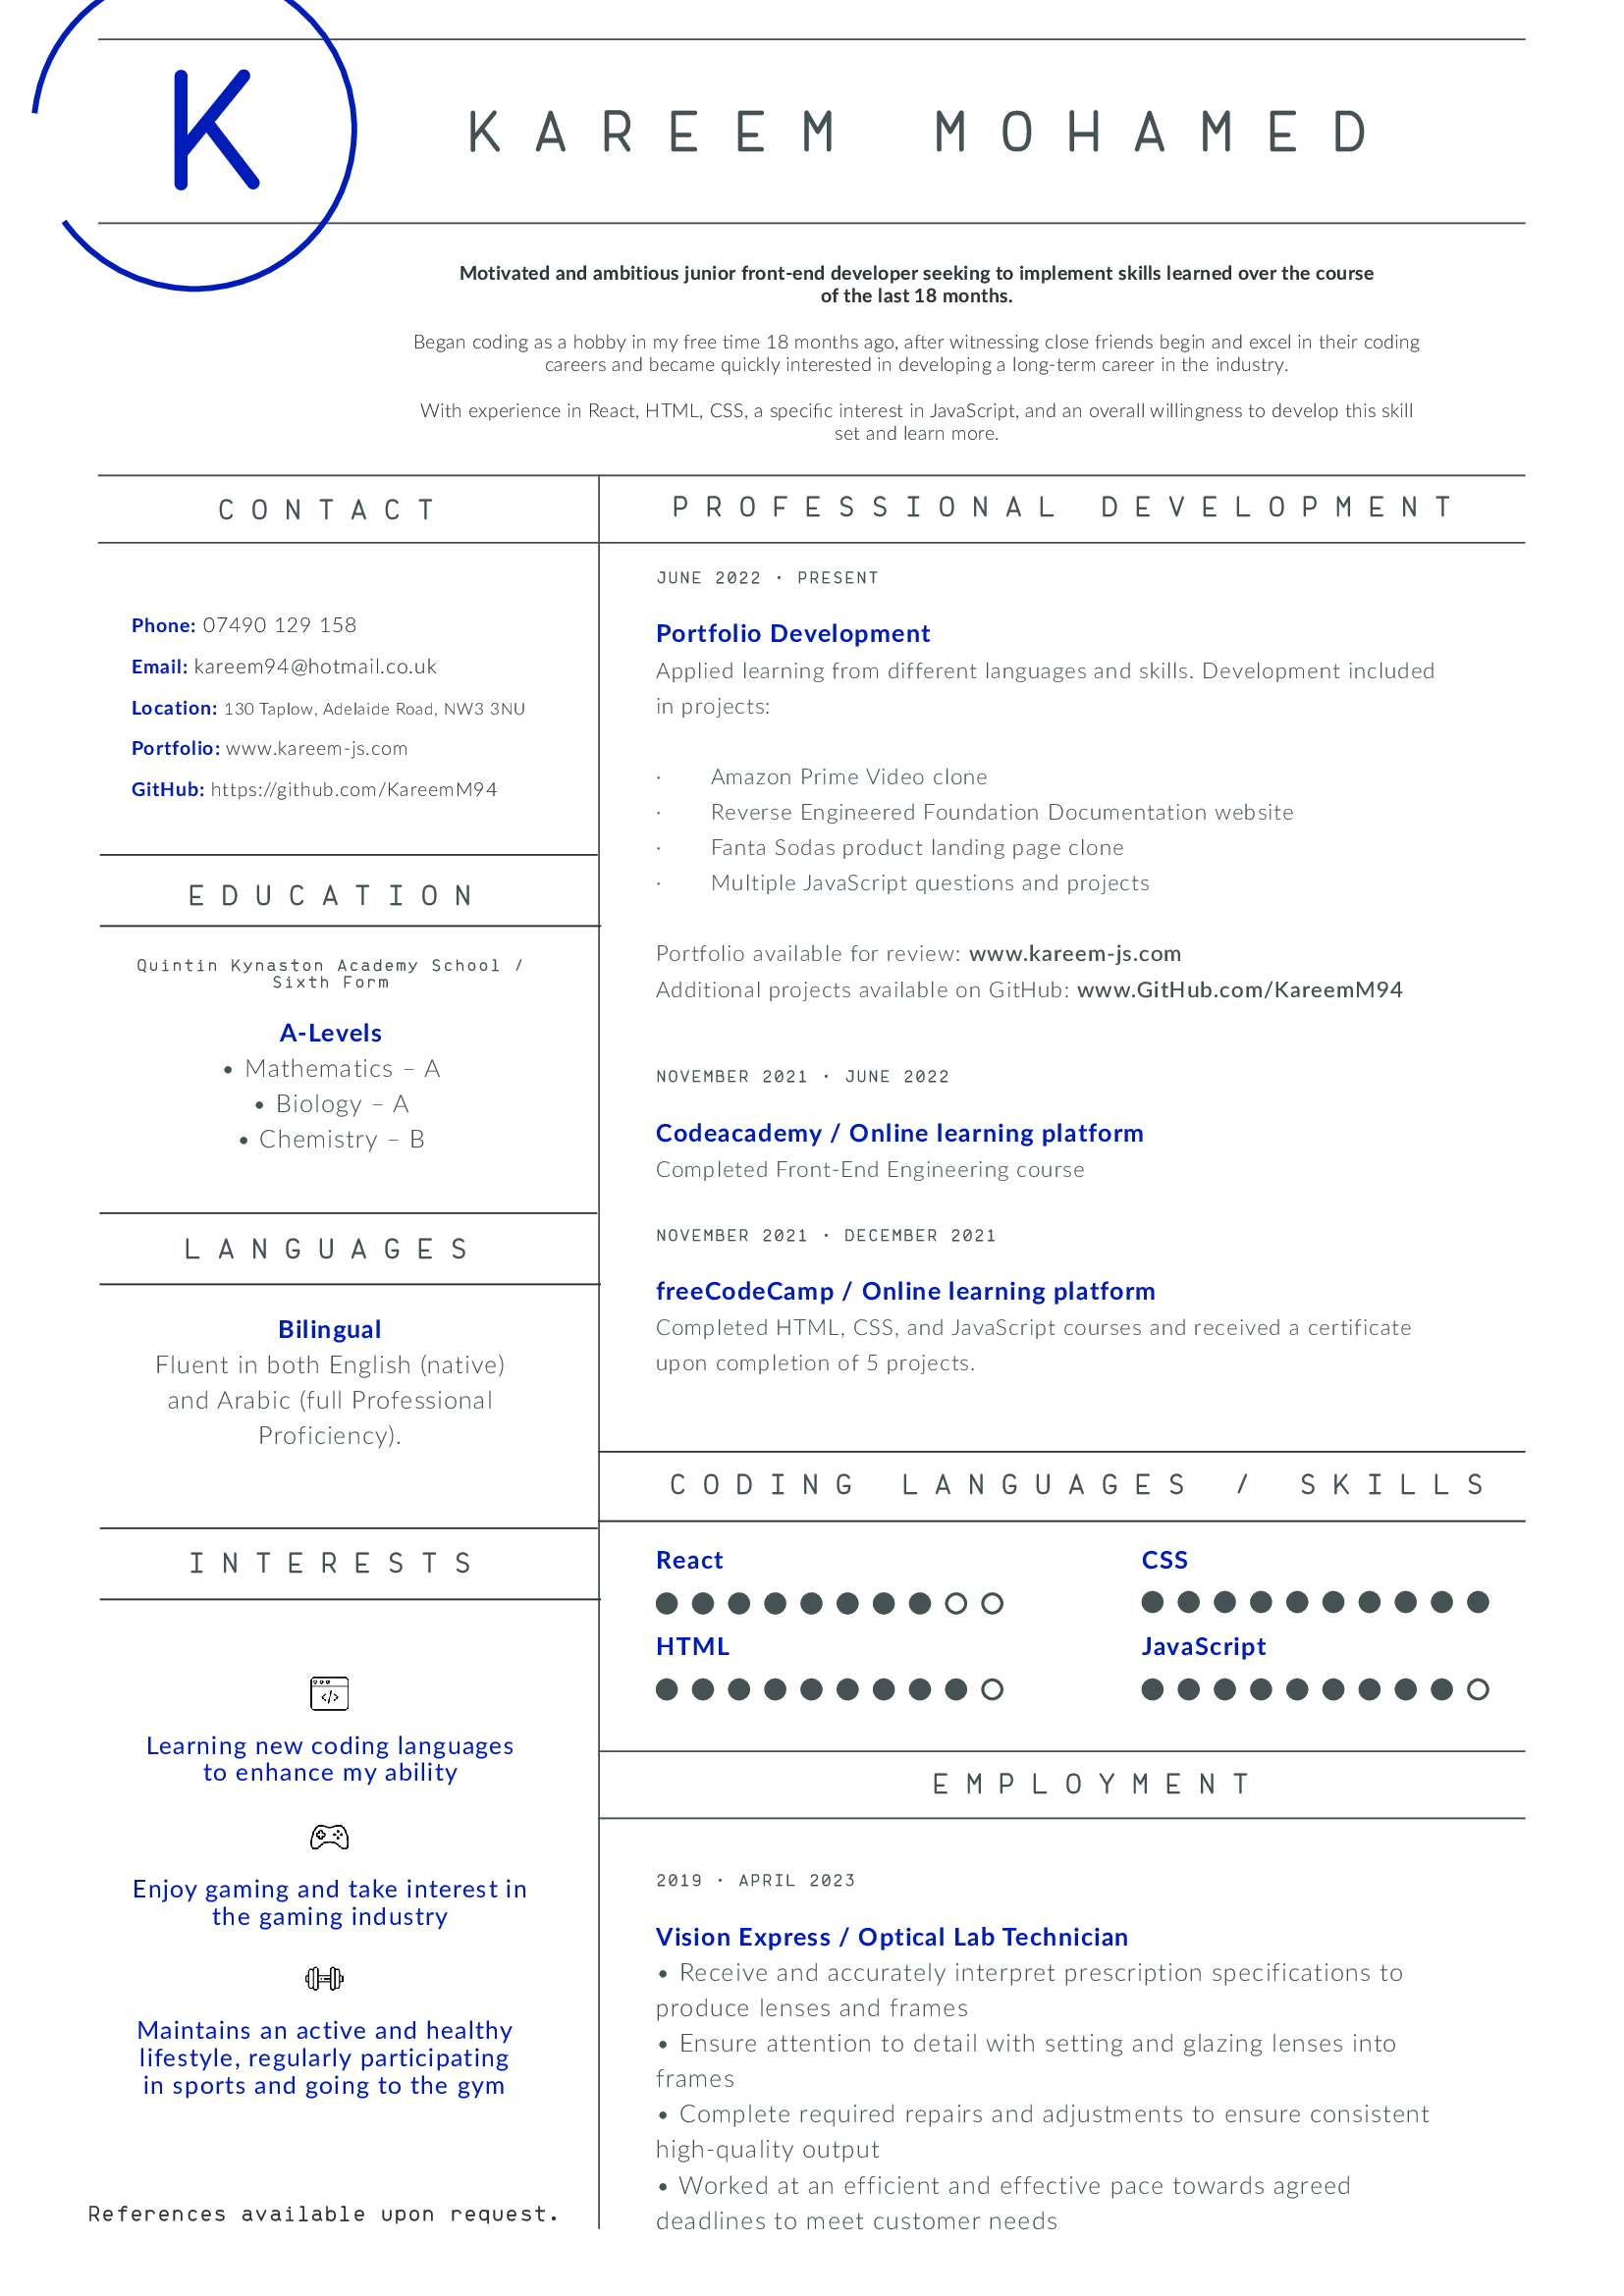 K
KAREEM MOHAMED
Motivated and ambitious junior front-end developer seeking to implement skills learned over the course
of the last 18 months.
Began coding as a hobby in my free time 18 months ago, after witnessing close friends begin and excel in their coding
careers and became quickly interested in developing a long-term career in the industry.
With experience in React, HTML, CSS, a specific interest in JavaScript, and an overall willingness to develop this skill
set and learn more.
CONTACT
Phone: 07490 129 158
Email: kareem94@hotmail.co.uk
Location: 130 Taplow, Adelaide Road, NW3 3NU
Portfolio: www.kareem-js.com
GitHub: https://github.com/KareemM94
EDUCATION
Quintin Kynaston Academy School /
Sixth Form
A-Levels
• Mathematics – A
• Biology – A
• Chemistry – B
LANGUAGES
Bilingual
Fluent in both English (native)
and Arabic (full Professional
Proficiency).
INTERESTS
</>
Learning new coding languages
to enhance my ability
Enjoy gaming and take interest in
the gaming industry
Maintains an active and healthy
lifestyle, regularly participating
in sports and going to the gym
References available upon request.
PROFESSIONAL DEVELOPMENT
JUNE 2022 · PRESENT
Portfolio Development
Applied learning from different languages and skills. Development included
in projects:
· Amazon Prime Video clone
· Reverse Engineered Foundation Documentation website
· Fanta Sodas product landing page clone
· Multiple JavaScript questions and projects
Portfolio available for review: www.kareem-js.com
Additional projects available on GitHub: www.GitHub.com/KareemM94
NOVEMBER 2021 · JUNE 2022
Codeacademy / Online learning platform
Completed Front-End Engineering course
NOVEMBER 2021 · DECEMBER 2021
freeCodeCamp / Online learning platform
Completed HTML, CSS, and JavaScript courses and received a certificate
upon completion of 5 projects.
CODING LANGUAGES / SKILLS
React
CSS
HTML
JavaScript
EMPLOYMENT
2019 · APRIL 2023
Vision Express / Optical Lab Technician
• Receive and accurately interpret prescription specifications to
produce lenses and frames
• Ensure attention to detail with setting and glazing lenses into
frames
• Complete required repairs and adjustments to ensure consistent
high-quality output
• Worked at an efficient and effective pace towards agreed
deadlines to meet customer needs